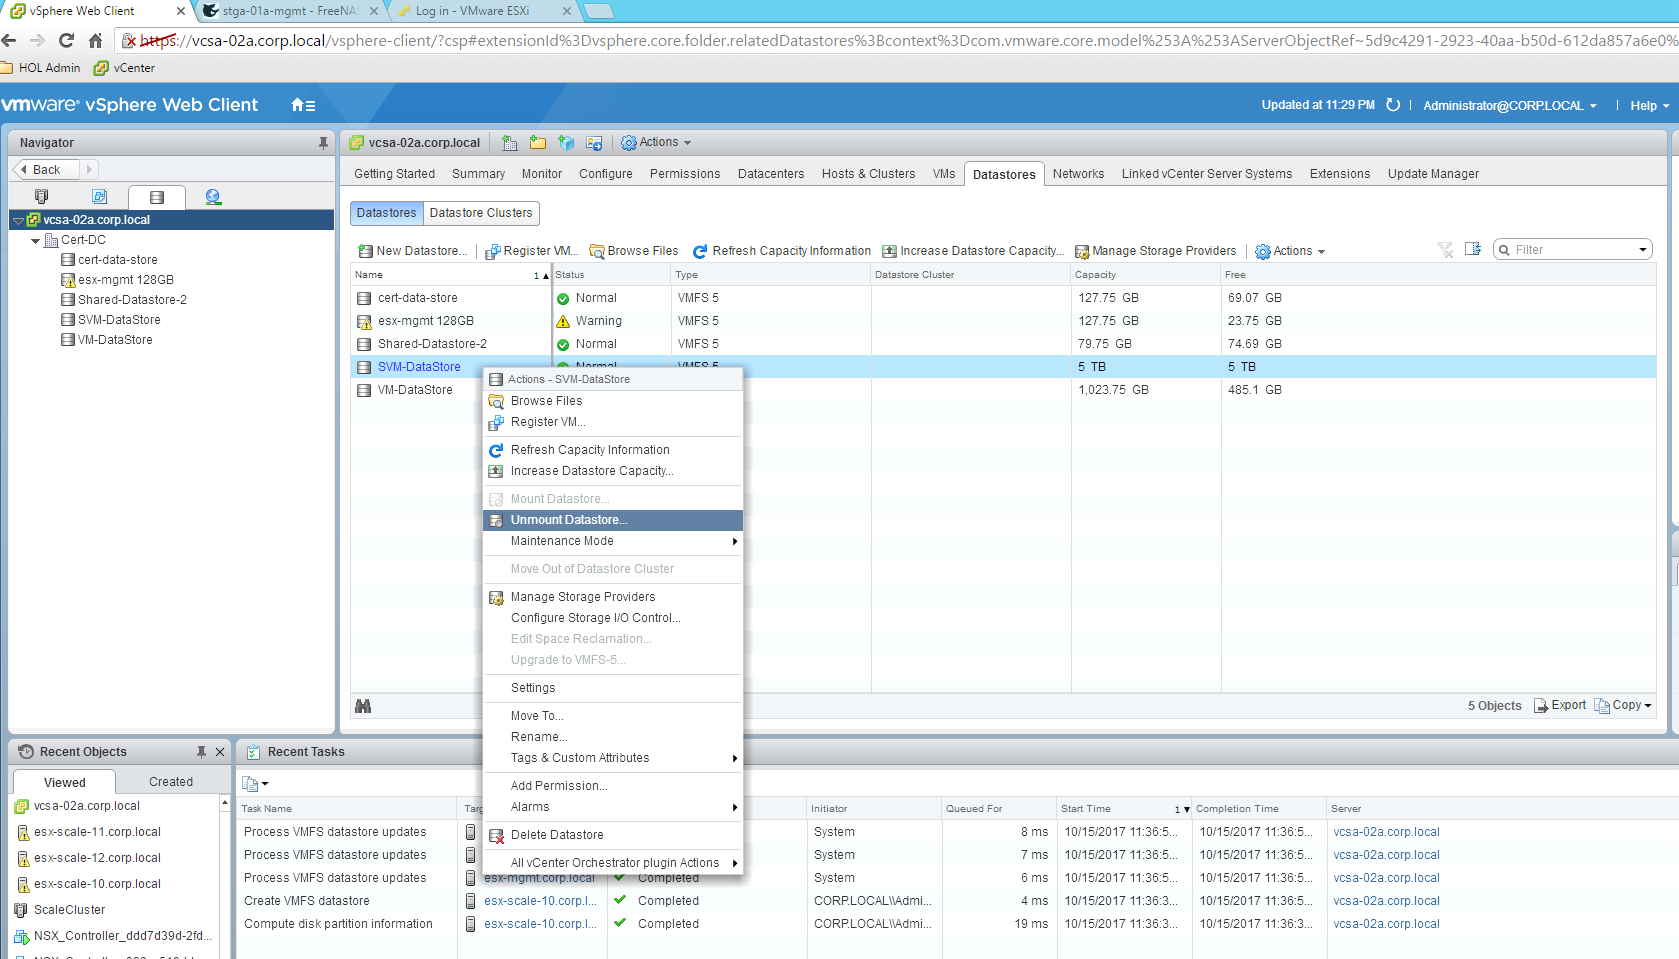 vSphere Web Client
stga-01a-mgmt - FreeNAS
Log in - VMware ESXi
https://vcsa-02a.corp.local/vsphere-client/?csp#extensionId%3Dvsphere.core.folder.relatedDatastores%3Bcontext%3Dcom.vmware.core.model%253A%253AServerObjectRef~5d9c4291-2923-40aa-b50d-612da857a6e0%
HOL Admin vCenter
vmware® vSphere Web Client
Updated at 11:29 PM
Administrator@CORP.LOCAL
Help
Navigator
Back
vcsa-02a.corp.local
Cert-DC
cert-data-store
esx-mgmt 128GB
Shared-Datastore-2
SVM-DataStore
VM-DataStore
vcsa-02a.corp.local Actions
Getting Started Summary Monitor Configure Permissions Datacenters Hosts & Clusters VMs Datastores Networks Linked vCenter Server Systems Extensions Update Manager
Datastores Datastore Clusters
New Datastore... Register VM... Browse Files Refresh Capacity Information Increase Datastore Capacity... Manage Storage Providers Actions Filter
Name 1 Status Type Datastore Cluster Capacity Free
cert-data-store Normal VMFS 5 127.75 GB 69.07 GB
esx-mgmt 128GB Warning VMFS 5 127.75 GB 23.75 GB
Shared-Datastore-2 Normal VMFS 5 79.75 GB 74.69 GB
SVM-DataStore Normal VMFS 5 5 TB 5 TB
VM-DataStore 1,023.75 GB 485.1 GB
Actions - SVM-DataStore
Browse Files
Register VM...
Refresh Capacity Information
Increase Datastore Capacity...
Mount Datastore...
Unmount Datastore...
Maintenance Mode
Move Out of Datastore Cluster
Manage Storage Providers
Configure Storage I/O Control...
Edit Space Reclamation...
Upgrade to VMFS-5...
Settings
Move To...
Rename...
Tags & Custom Attributes
Add Permission...
Alarms
Delete Datastore
All vCenter Orchestrator plugin Actions
5 Objects Export Copy
Recent Objects
Viewed Created
vcsa-02a.corp.local
esx-scale-11.corp.local
esx-scale-12.corp.local
esx-scale-10.corp.local
ScaleCluster
NSX_Controller_ddd7d39d-2fd...
Recent Tasks
Task Name Targ Initiator Queued For Start Time 1 Completion Time Server
Process VMFS datastore updates System 8 ms 10/15/2017 11:36:5... 10/15/2017 11:36:5... vcsa-02a.corp.local
Process VMFS datastore updates System 7 ms 10/15/2017 11:36:5... 10/15/2017 11:36:5... vcsa-02a.corp.local
Process VMFS datastore updates esx-mgmt.corp.local Completed System 6 ms 10/15/2017 11:36:5... 10/15/2017 11:36:5... vcsa-02a.corp.local
Create VMFS datastore esx-scale-10.corp.l... Completed CORP.LOCAL\\Admi... 4 ms 10/15/2017 11:36:3... 10/15/2017 11:36:3... vcsa-02a.corp.local
Compute disk partition information esx-scale-10.corp.l... Completed CORP.LOCAL\\Admi... 19 ms 10/15/2017 11:36:3... 10/15/2017 11:36:3... vcsa-02a.corp.local